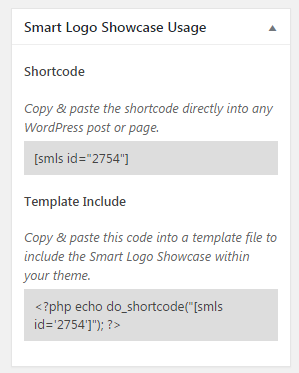 Smart Logo Showcase Usage
Shortcode
Copy & paste the shortcode directly into any
WordPress post or page.
[smls id="2754"]
Template Include
Copy & paste this code into a template file to
include the Smart Logo Showcase within
your theme.
<?php echo do_shortcode("[smls
id='2754']"); ?>